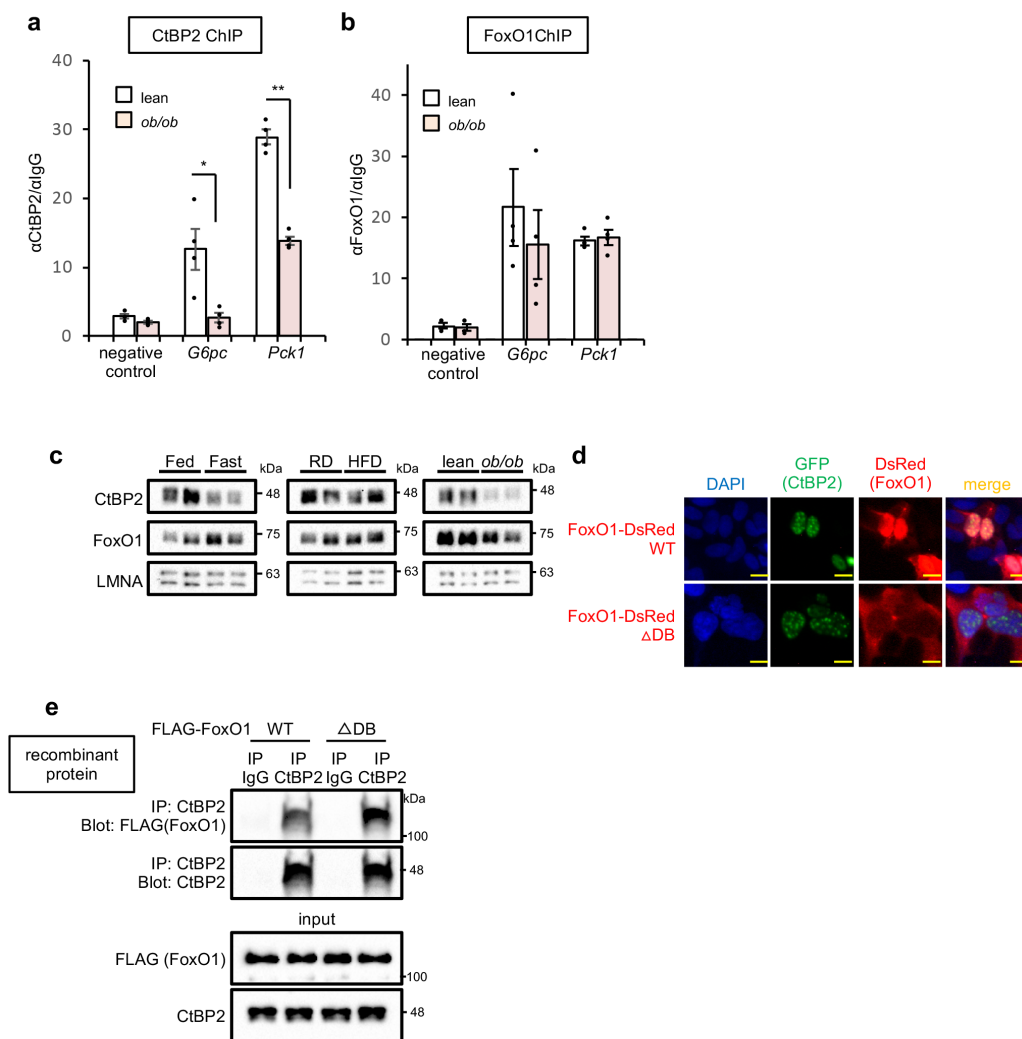 a
CtBP2 ChIP
αCtBP2/αIgG
40
30
20
10
0
lean
ob/ob
*
**
negative control
G6pc
Pck1
b
FoxO1ChIP
αFoxO1/αIgG
40
30
20
10
0
lean
ob/ob
negative control
G6pc
Pck1
c
Fed Fast kDa
RD HFD kDa
lean ob/ob kDa
CtBP2 48 48 48
FoxO1 75 75 75
LMNA 63 63 63
d
DAPI
GFP (CtBP2)
DsRed (FoxO1)
merge
FoxO1-DsRed WT
FoxO1-DsRed △DB
e
recombinant protein
FLAG-FoxO1 WT △DB
IP IP IP IP
IgG CtBP2 IgG CtBP2
kDa
IP: CtBP2
Blot: FLAG(FoxO1)
100
IP: CtBP2
Blot: CtBP2
48
input
FLAG (FoxO1)
100
CtBP2
48